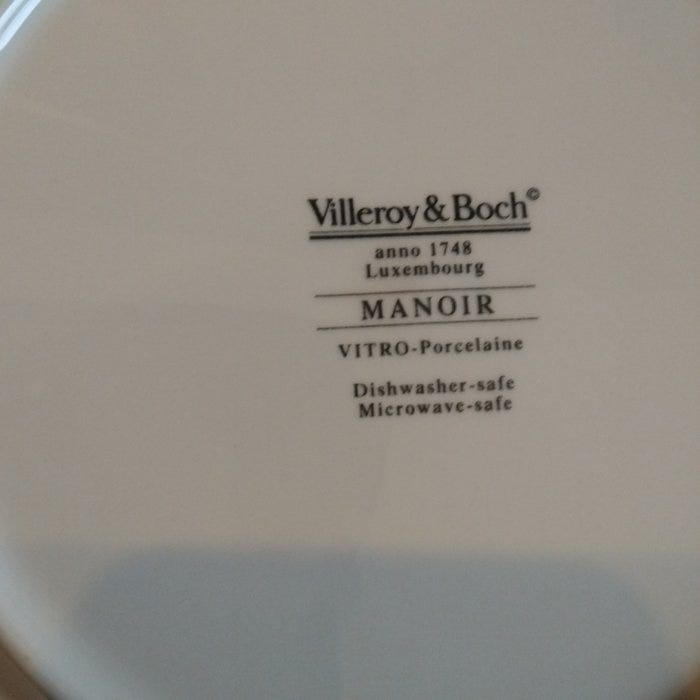 Villeroy & Boch©
anno 1748
Luxembourg
MANOIR
VITRO-Porcelaine
Dishwasher-safe
Microwave-safe